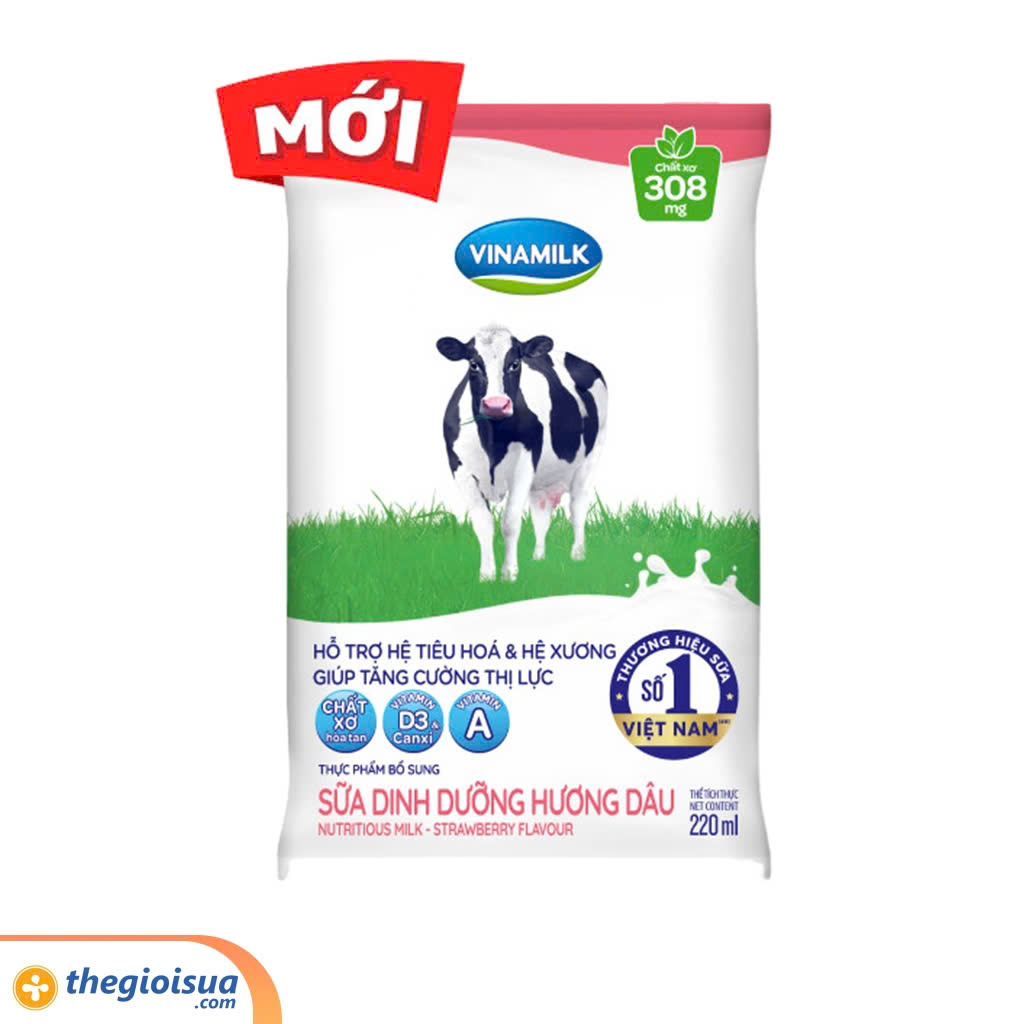 MỚI
Chất xơ
308
mg
VINAMILK
HỖ TRỢ HỆ TIÊU HOÁ & HỆ XƯƠNG
GIÚP TĂNG CƯỜNG THỊ LỰC
CHẤT
XƠ
hòa tan
VITAMIN
D3 &
Canxi
VITAMIN
A
THƯƠNG HIỆU SỮA
SỐ 1
VIỆT NAM
THỰC PHẨM BỔ SUNG
SỮA DINH DƯỠNG HƯƠNG DÂU
NUTRITIOUS MILK - STRAWBERRY FLAVOUR
THỂ TÍCH THỰC
NET CONTENT
220 ml
thegioisua
.com